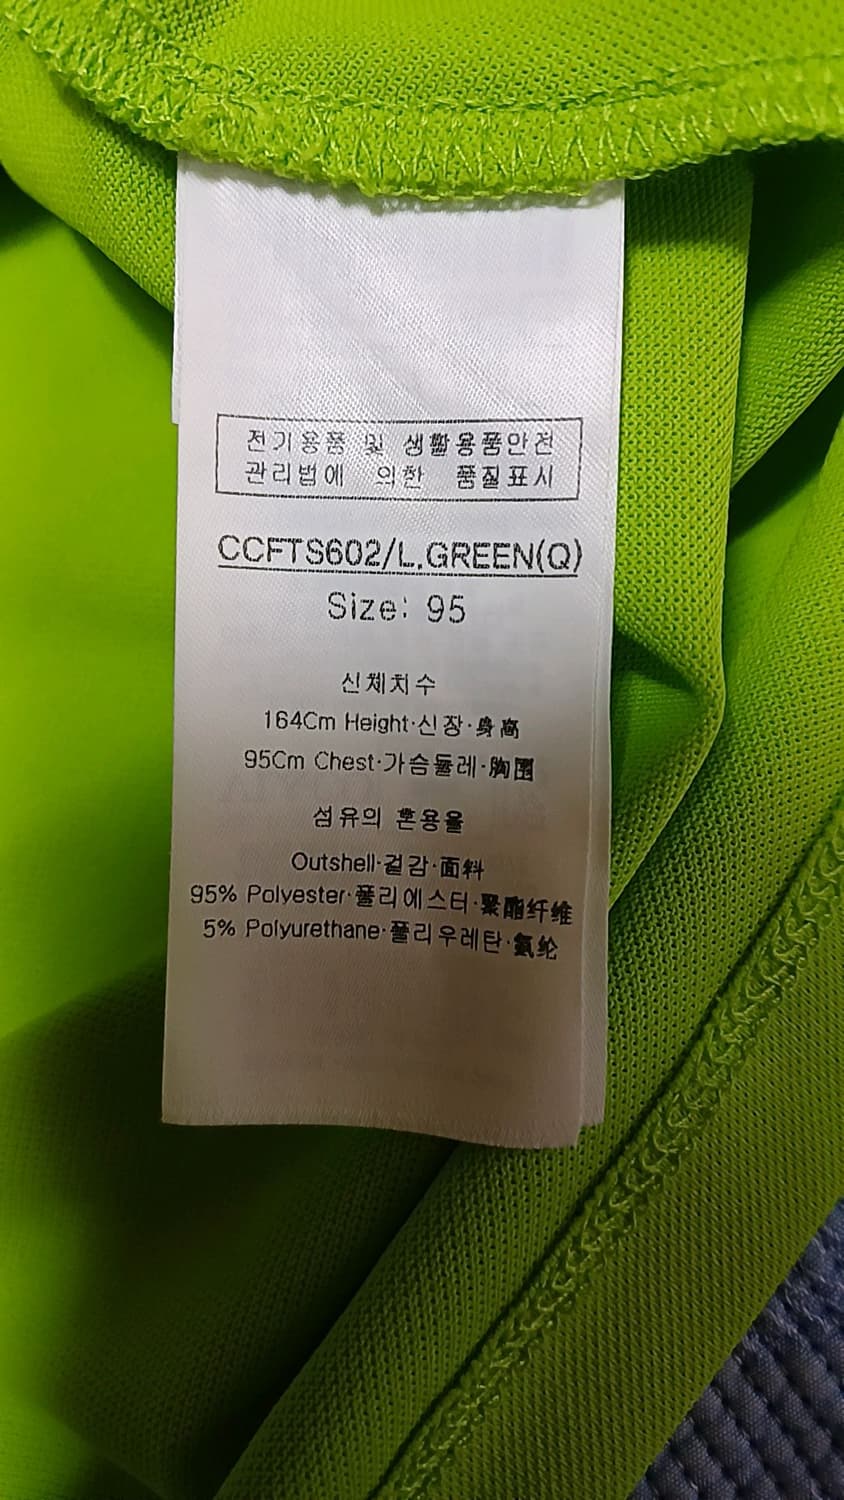 전기용품 및 생활용품안전
관리법에 의한 품질표시
CCFTS602/L.GREEN(Q)
Size: 95
신체치수
164Cm Height·신장·身高
95Cm Chest·가슴둘레·胸围
섬유의 혼용율
Outshell·겉감·面料
95% Polyester·폴리에스터·聚酯纤维
5% Polyurethane·폴리우레탄·氨纶